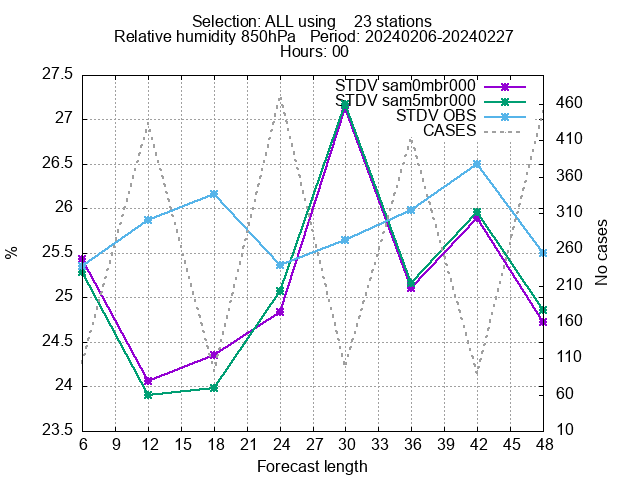 Selection: ALL using    23 stations
Relative humidity 850hPa   Period: 20240206-20240227
Hours: 00
STDV sam0mbr000
STDV sam5mbr000
STDV OBS
CASES
27.5
27
26.5
26
25.5
25
24.5
24
23.5
%
460
410
360
310
260
210
160
110
60
10
No cases
6 9 12 15 18 21 24 27 30 33 36 39 42 45 48
Forecast length